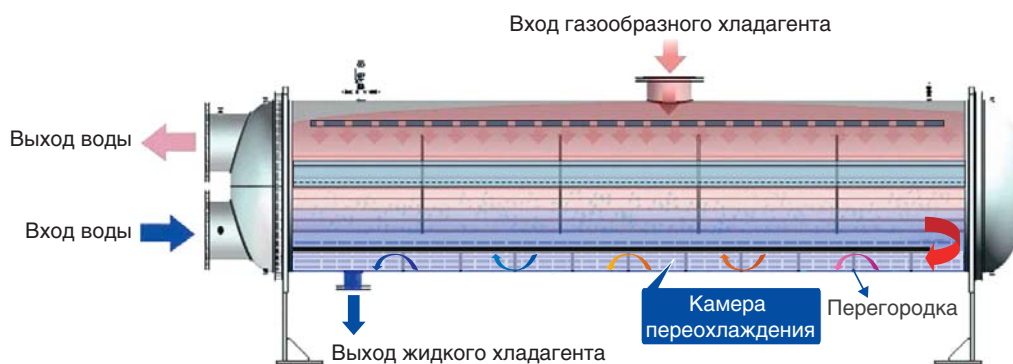 Вход газообразного хладагента
Выход воды
Вход воды
Камера
переохлаждения
Перегородка
Выход жидкого хладагента